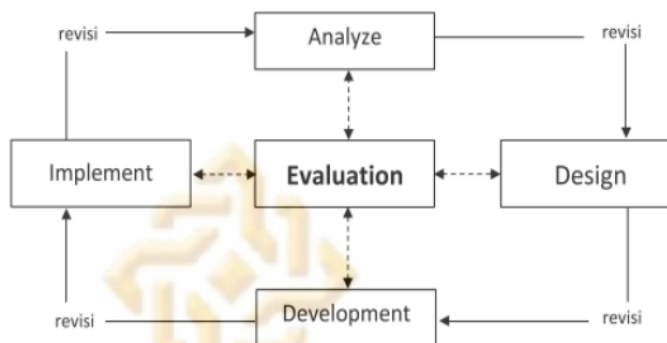 revisi
Analyze
revisi
Implement
Evaluation
Design
revisi
Development
revisi